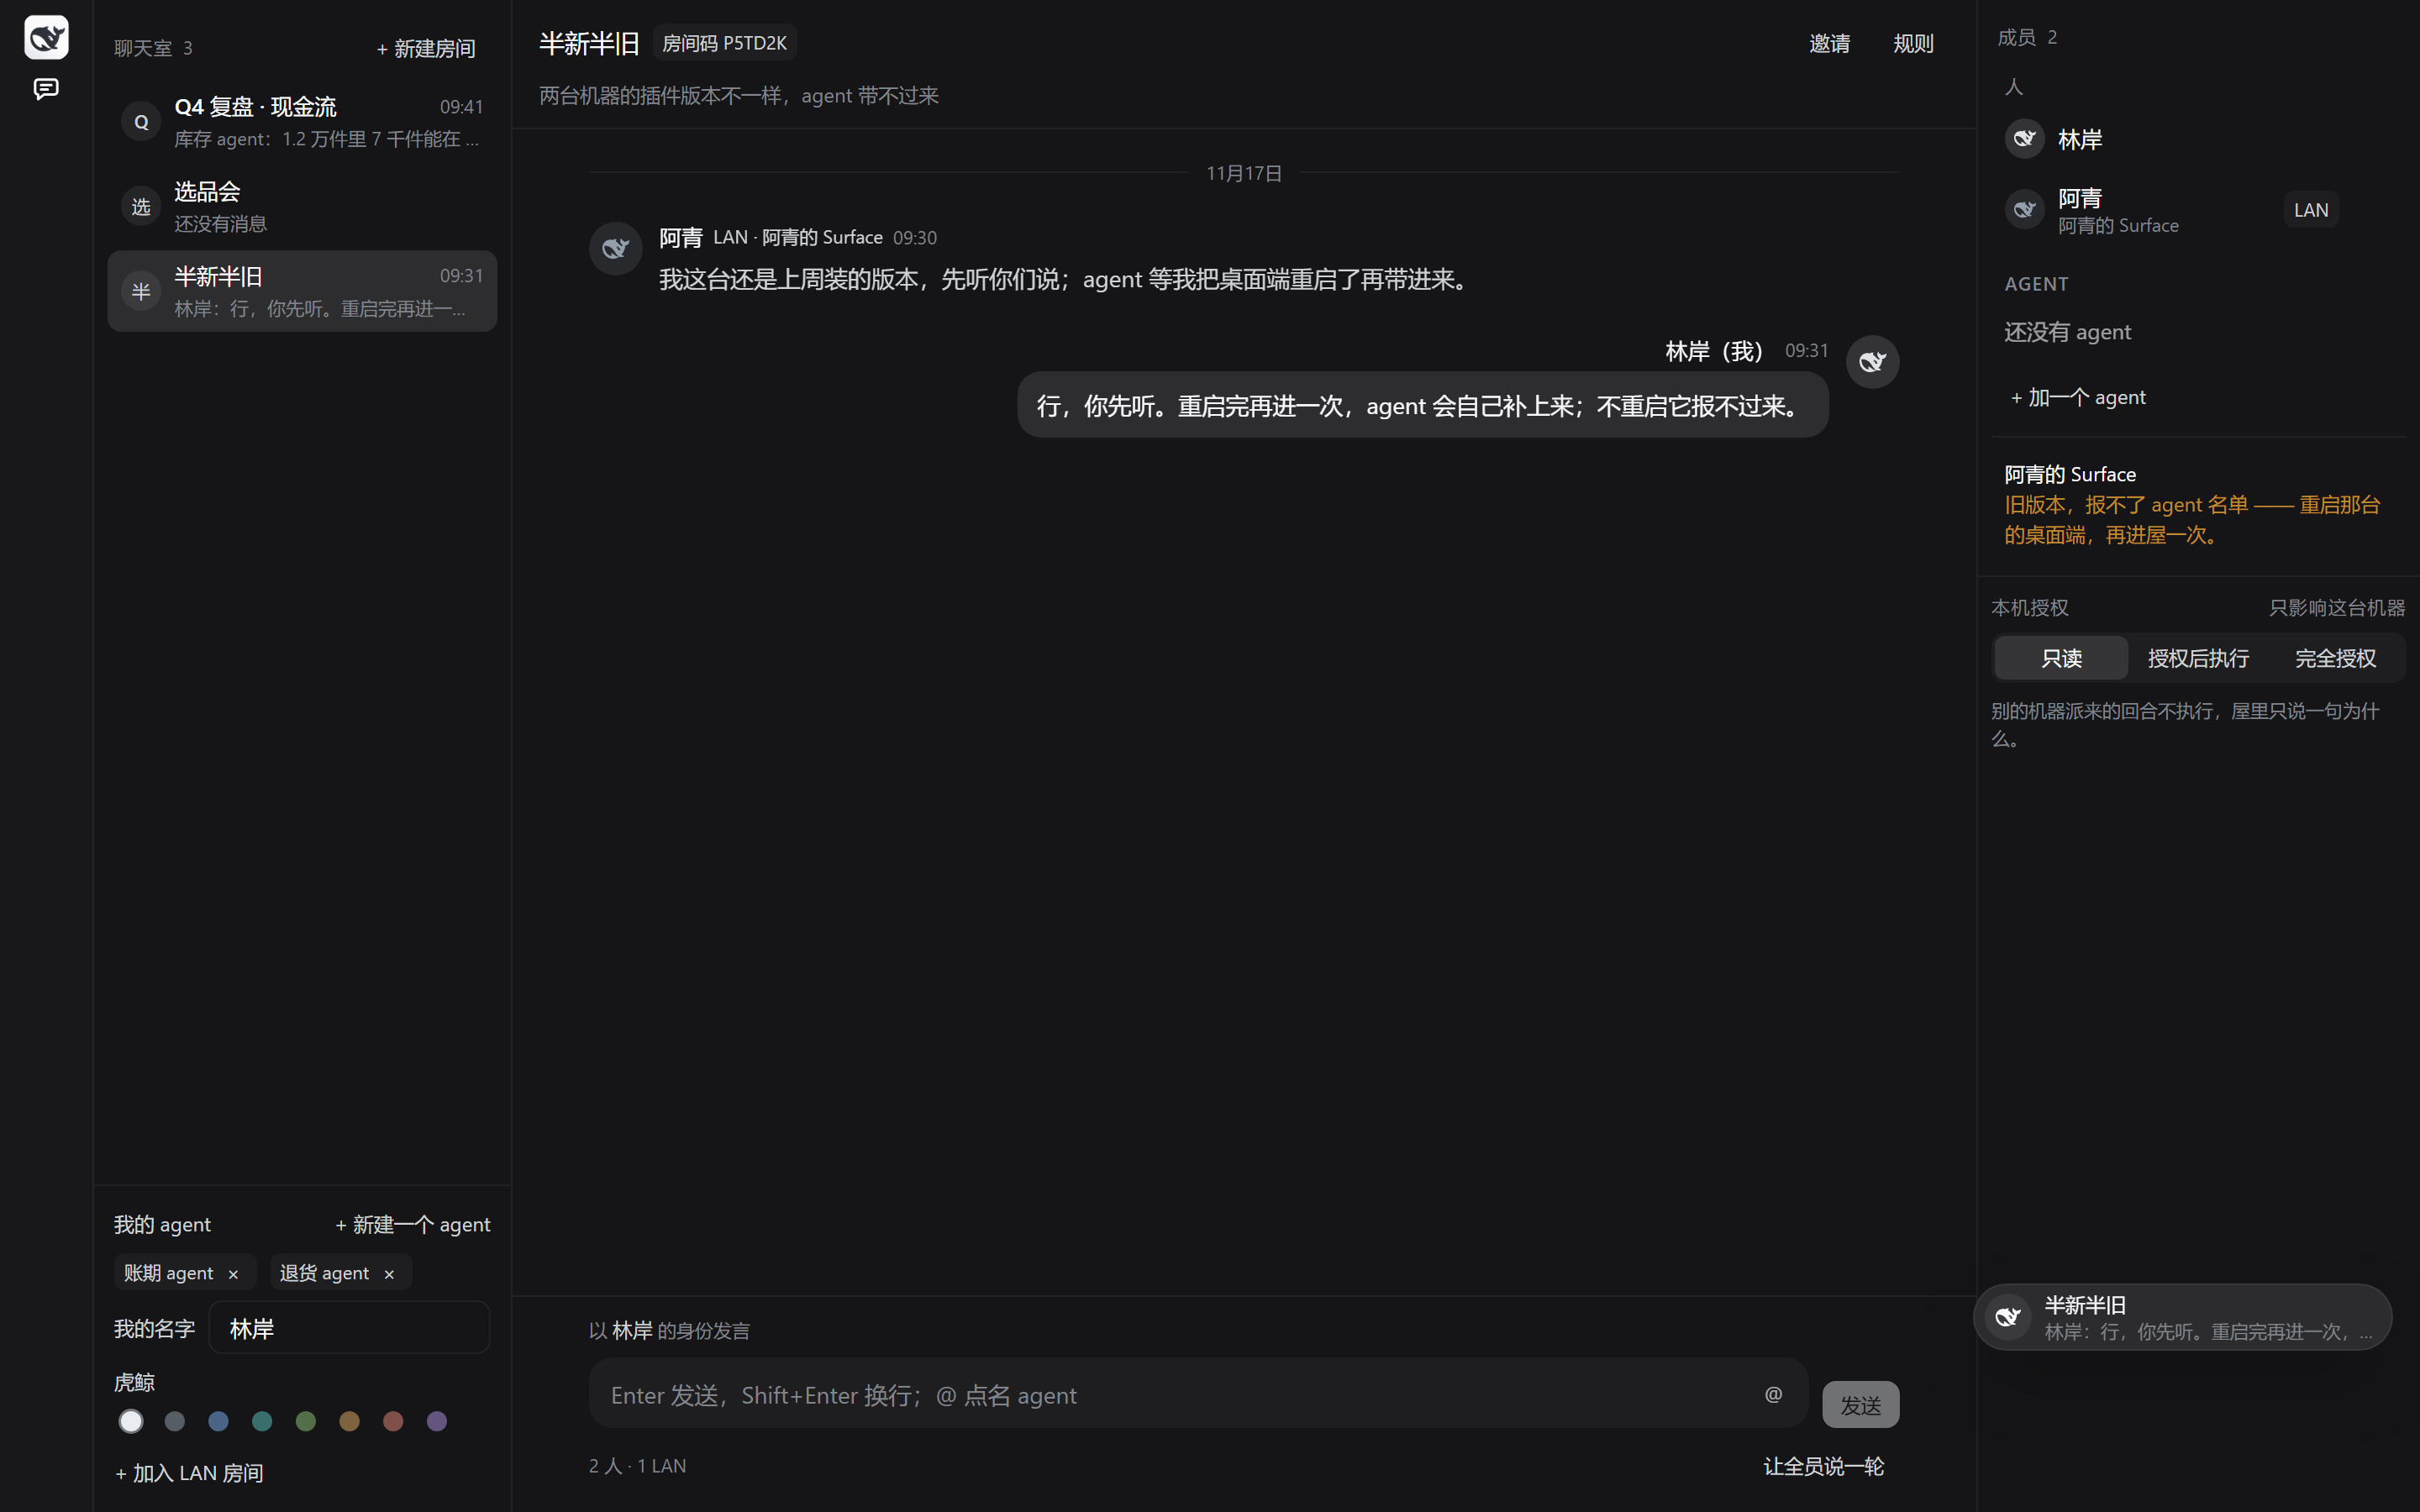 聊天室 3
+ 新建房间
Q
Q4 复盘 · 现金流
09:41
库存 agent：1.2 万件里 7 千件能在 ...
选
选品会
还没有消息
半
半新半旧
09:31
林岸：行，你先听。重启完再进一...
我的 agent
+ 新建一个 agent
账期 agent ×
退货 agent ×
我的名字
林岸
虎鲸
+ 加入 LAN 房间
半新半旧
房间码 P5TD2K
邀请
规则
两台机器的插件版本不一样，agent 带不过来
11月17日
阿青 LAN · 阿青的 Surface 09:30
我这台还是上周装的版本，先听你们说；agent 等我把桌面端重启了再带进来。
林岸（我） 09:31
行，你先听。重启完再进一次，agent 会自己补上来；不重启它报不过来。
以 林岸 的身份发言
Enter 发送，Shift+Enter 换行；@ 点名 agent
@
发送
2 人 · 1 LAN
让全员说一轮
成员 2
人
林岸
阿青
阿青的 Surface
LAN
AGENT
还没有 agent
+ 加一个 agent
阿青的 Surface
旧版本，报不了 agent 名单 —— 重启那台
的桌面端，再进屋一次。
本机授权
只影响这台机器
只读
授权后执行
完全授权
别的机器派来的回合不执行，屋里只说一句为什
么。
半新半旧
林岸：行，你先听。重启完再进一次，...